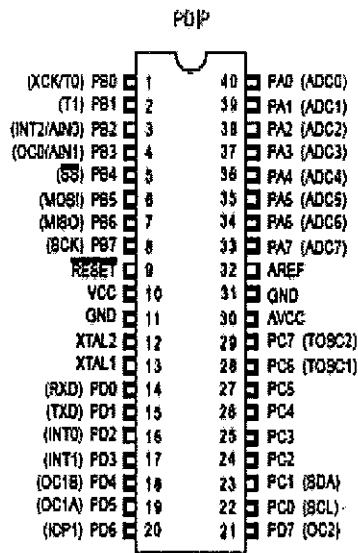 PDIP
(XCK/T0) PB0 1 40 PA0 (ADC0)
(T1) PB1 2 39 PA1 (ADC1)
(INT2/AIN0) PB2 3 38 PA2 (ADC2)
(OC0/AIN1) PB3 4 37 PA3 (ADC3)
(SS) PB4 5 36 PA4 (ADC4)
(MOSI) PB5 6 35 PA5 (ADC5)
(MISO) PB6 7 34 PA6 (ADC6)
(SCK) PB7 8 33 PA7 (ADC7)
RESET 9 32 AREF
VCC 10 31 GND
GND 11 30 AVCC
XTAL2 12 29 PC7 (TOSC2)
XTAL1 13 28 PC6 (TOSC1)
(RXD) PD0 14 27 PC5
(TXD) PD1 15 26 PC4
(INT0) PD2 16 25 PC3
(INT1) PD3 17 24 PC2
(OC1B) PD4 18 23 PC1 (SDA)
(OC1A) PD5 19 22 PC0 (SCL)
(ICP1) PD6 20 21 PD7 (OC2)